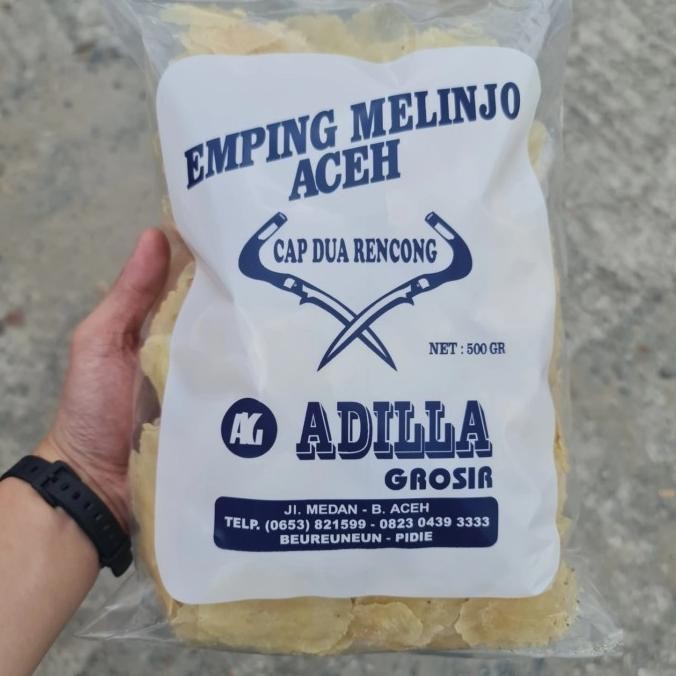 EMPING MELINJO
ACEH
CAP DUA RENCONG
NET : 500 GR
AG ADILLA
GROSIR
Jl. MEDAN - B. ACEH
TELP. (0653) 821599 - 0823 0439 3333
BEUREUNEUN - PIDIE